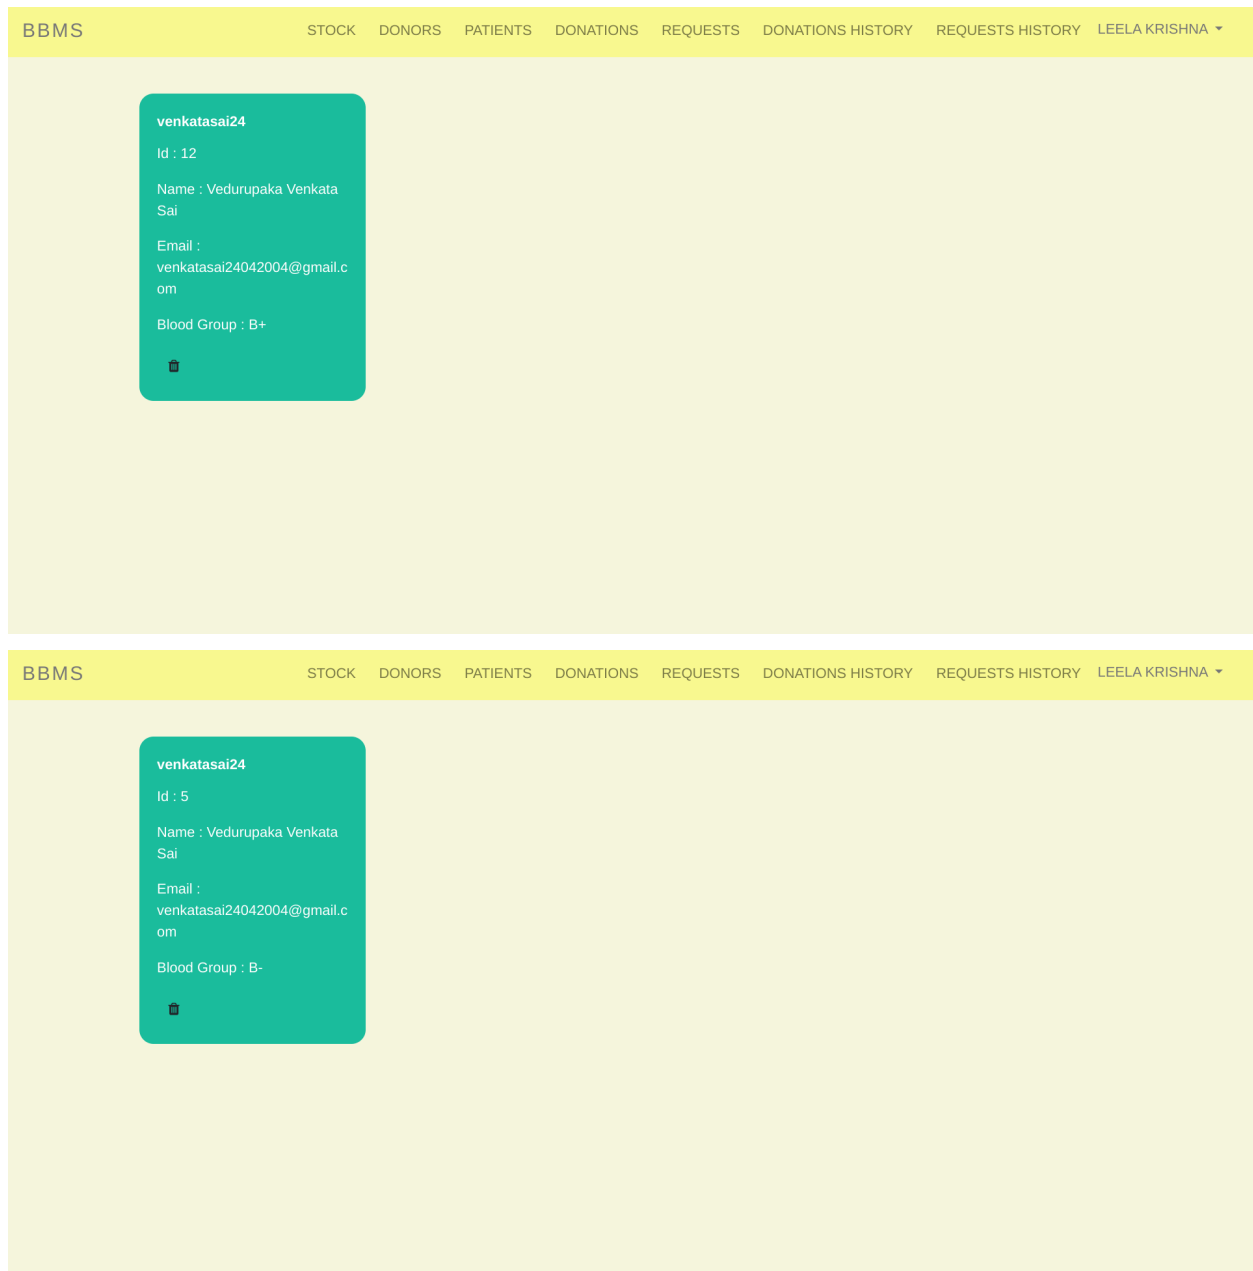 BBMS STOCK DONORS PATIENTS DONATIONS REQUESTS DONATIONS HISTORY REQUESTS HISTORY LEELA KRISHNA
venkatasai24
Id : 12
Name : Vedurupaka Venkata
Sai
Email :
venkatasai24042004@gmail.c
om
Blood Group : B+
BBMS STOCK DONORS PATIENTS DONATIONS REQUESTS DONATIONS HISTORY REQUESTS HISTORY LEELA KRISHNA
venkatasai24
Id : 5
Name : Vedurupaka Venkata
Sai
Email :
venkatasai24042004@gmail.c
om
Blood Group : B-